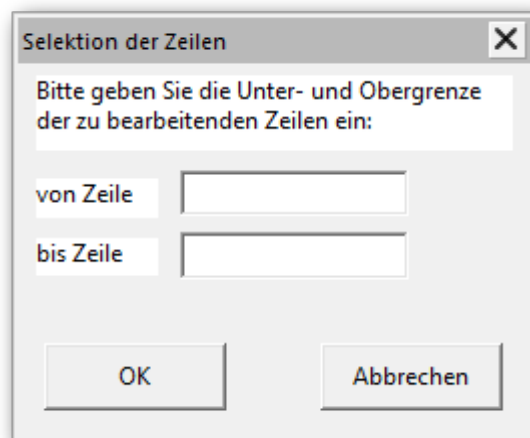 Selektion der Zeilen
Bitte geben Sie die Unter- und Obergrenze
der zu bearbeitenden Zeilen ein:
von Zeile
bis Zeile
OK
Abbrechen